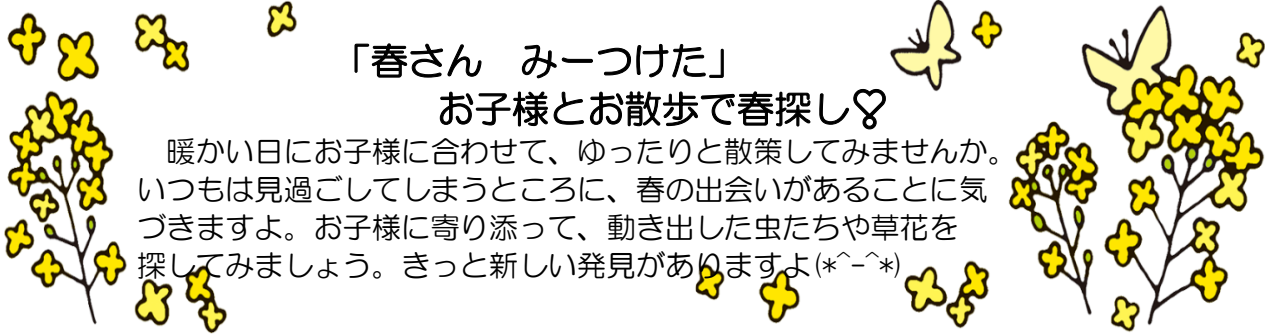 「春さん　みーつけた」
お子様とお散歩で春探し❣
暖かい日にお子様に合わせて、ゆったりと散策してみませんか。
いつもは見過ごしてしまうところに、春の出会いがあることに気
づきますよ。お子様に寄り添って、動き出した虫たちや草花を
探してみましょう。きっと新しい発見がありますよ(*^-^*)